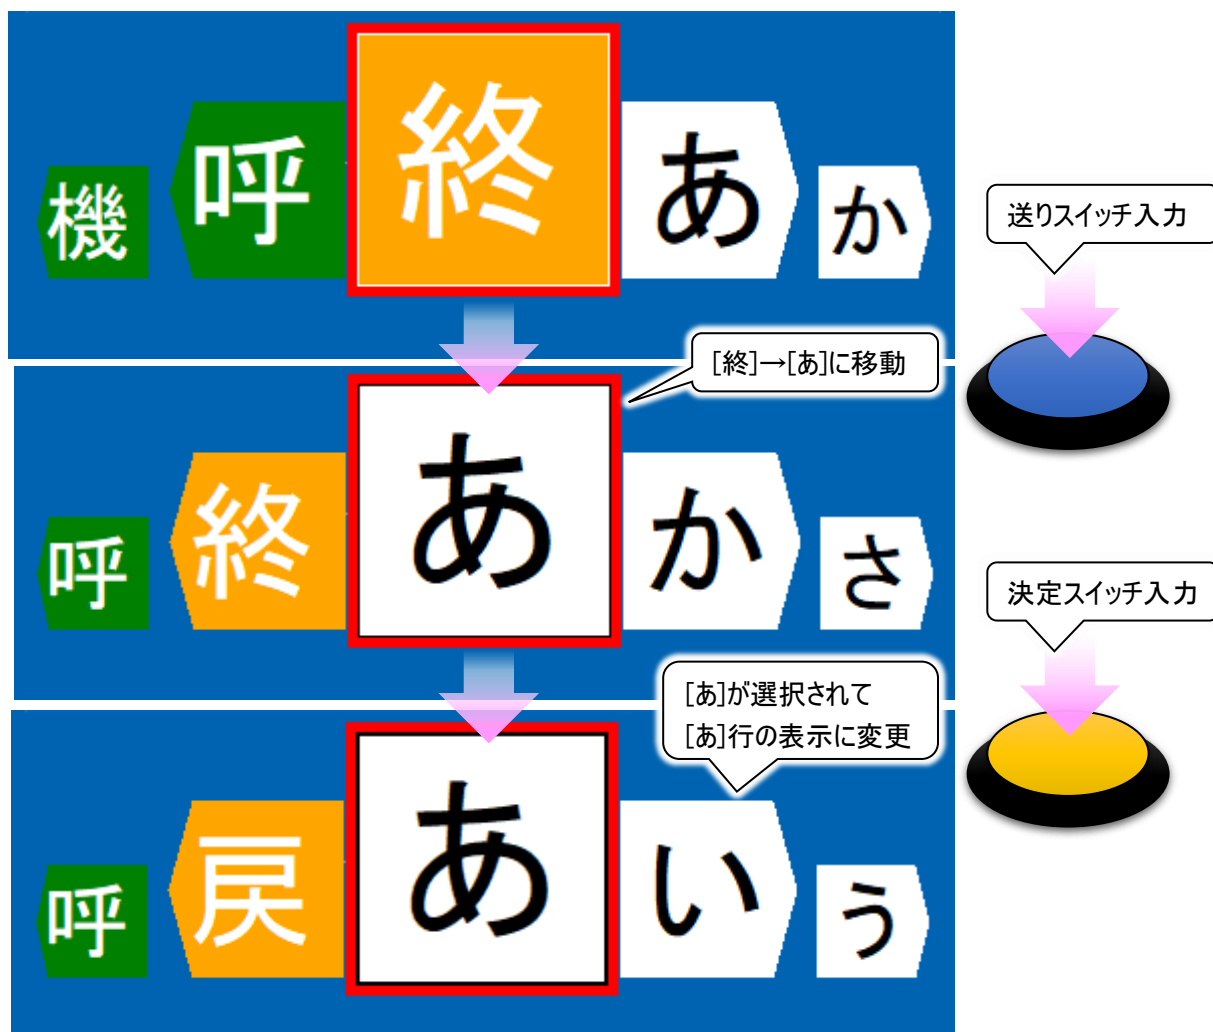 機 呼 終 あ か
送りスイッチ入力
[終]→[あ]に移動
呼 終 あ か さ
決定スイッチ入力
[あ]が選択されて
[あ]行の表示に変更
呼 戻 あ い う